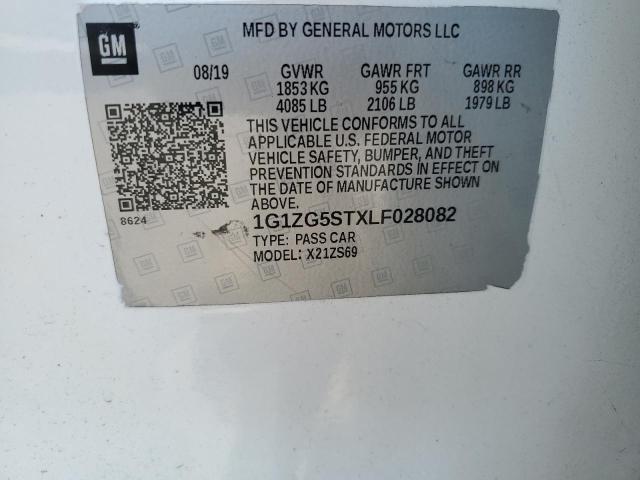 GM
MFD BY GENERAL MOTORS LLC
08/19 GVWR GAWR FRT GAWR RR
1853 KG 955 KG 898 KG
4085 LB 2106 LB 1979 LB
THIS VEHICLE CONFORMS TO ALL
APPLICABLE U.S. FEDERAL MOTOR
VEHICLE SAFETY, BUMPER, AND THEFT
PREVENTION STANDARDS IN EFFECT ON
THE DATE OF MANUFACTURE SHOWN
ABOVE.
8624
1G1ZG5STXLF028082
TYPE: PASS CAR
MODEL: X21ZS69